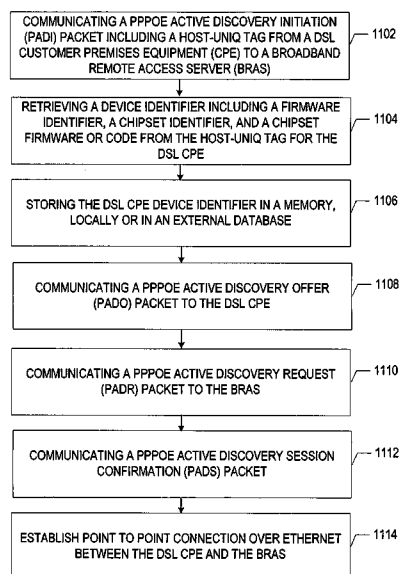 COMMUNICATING A PPPOE ACTIVE DISCOVERY INITIATION
(PADI) PACKET INCLUDING A HOST-UNIQ TAG FROM A DSL
CUSTOMER PREMISES EQUIPMENT (CPE) TO A BROADBAND
REMOTE ACCESS SERVER (BRAS)
1102
RETRIEVING A DEVICE IDENTIFIER INCLUDING A FIRMWARE
IDENTIFIER, A CHIPSET IDENTIFIER, AND A CHIPSET
FIRMWARE OR CODE FROM THE HOST-UNIQ TAG FOR THE
DSL CPE
1104
STORING THE DSL CPE DEVICE IDENTIFIER IN A MEMORY,
LOCALLY OR IN AN EXTERNAL DATABASE
1106
COMMUNICATING A PPPOE ACTIVE DISCOVERY OFFER
(PADO) PACKET TO THE DSL CPE
1108
COMMUNICATING A PPPOE ACTIVE DISCOVERY REQUEST
(PADR) PACKET TO THE BRAS
1110
COMMUNICATING A PPPOE ACTIVE DISCOVERY SESSION
CONFIRMATION (PADS) PACKET
1112
ESTABLISH POINT TO POINT CONNECTION OVER ETHERNET
BETWEEN THE DSL CPE AND THE BRAS
1114